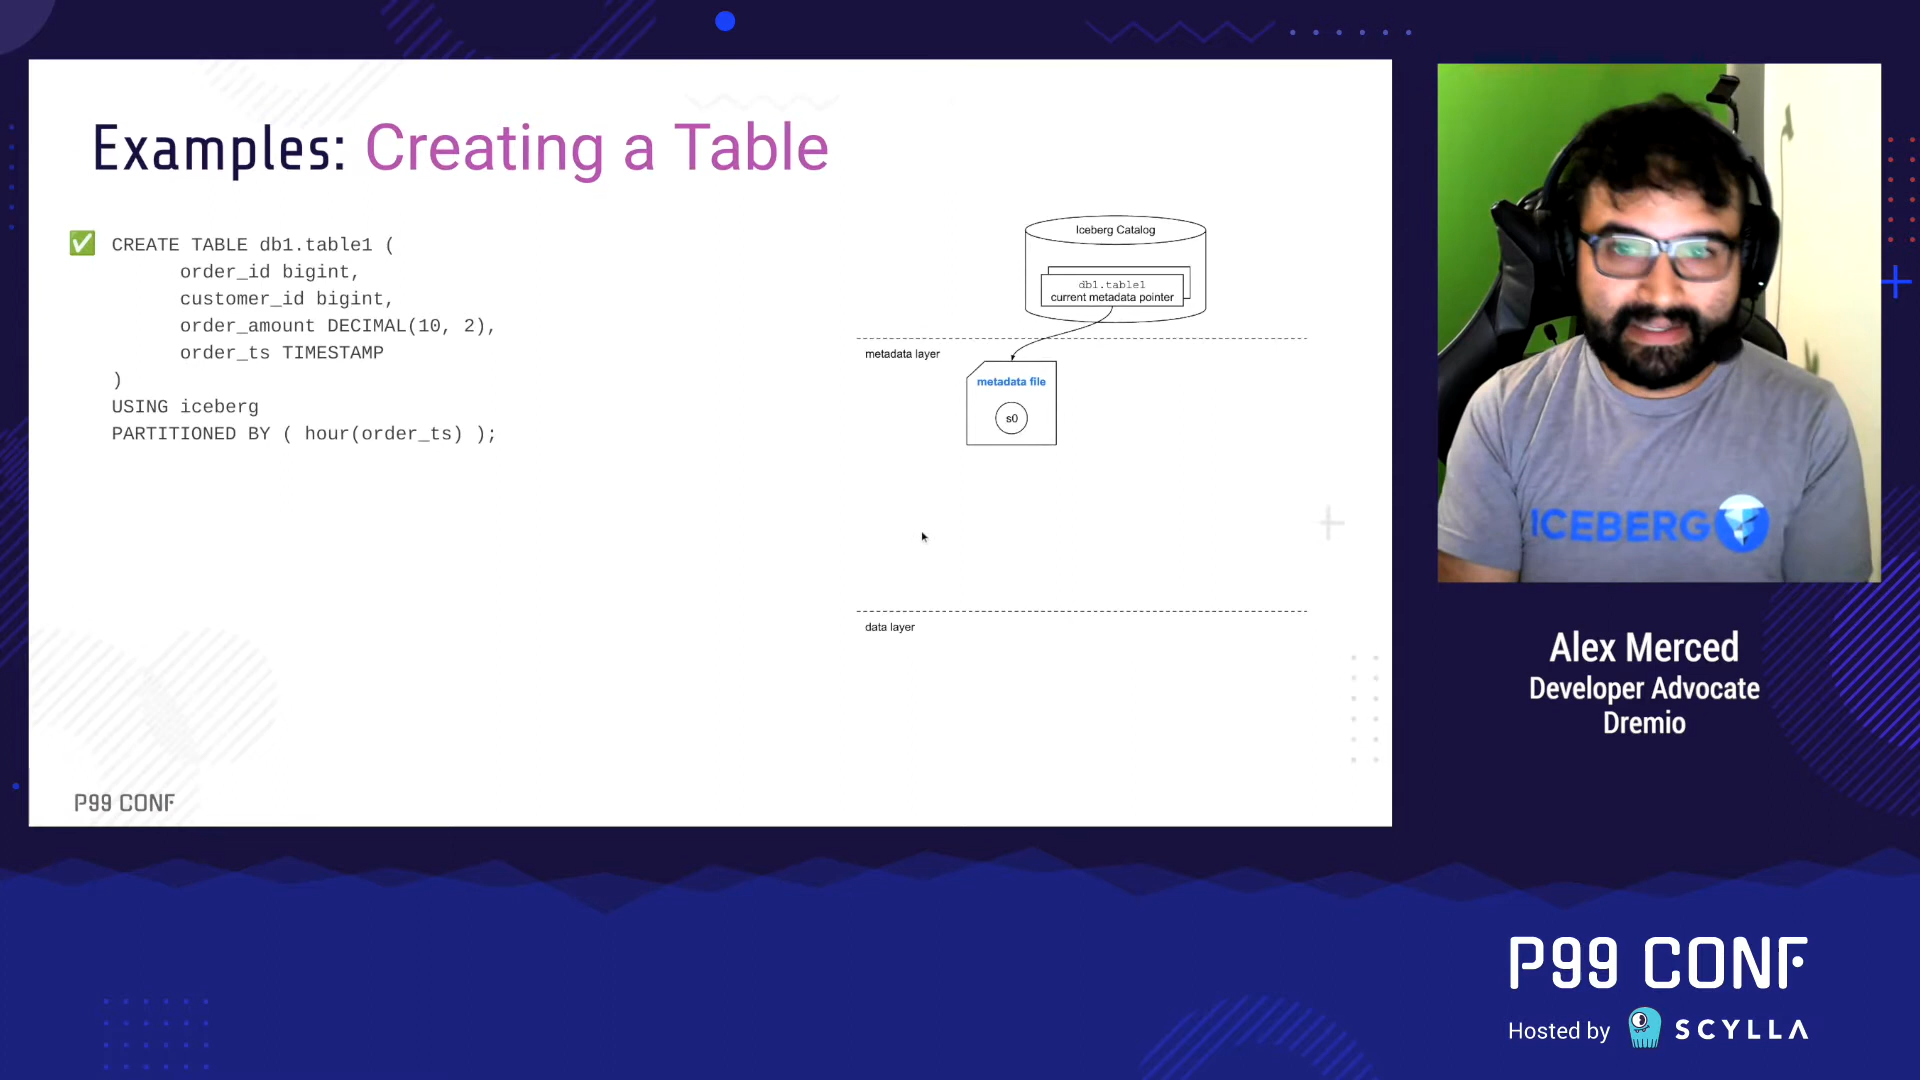 Examples: Creating a Table
✅ CREATE TABLE db1.table1 (
order_id bigint,
customer_id bigint,
order_amount DECIMAL(10, 2),
order_ts TIMESTAMP
)
USING iceberg
PARTITIONED BY ( hour(order_ts) );
Iceberg Catalog
db1.table1
current metadata pointer
metadata layer
metadata file
s0
data layer
P99 CONF
ICEBERG
Alex Merced
Developer Advocate
Dremio
P99 CONF
Hosted by SCYLLA